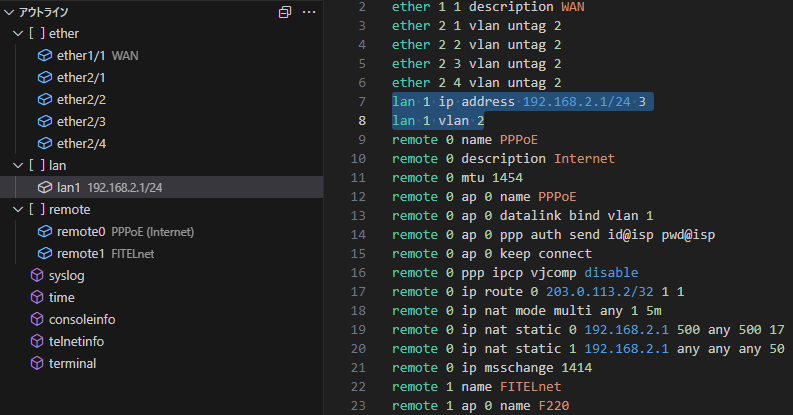 アウトライン
[ ] ether
ether1/1 WAN
ether2/1
ether2/2
ether2/3
ether2/4
[ ] lan
lan1 192.168.2.1/24
[ ] remote
remote0 PPPoE (Internet)
remote1 FITELnet
syslog
time
consoleinfo
telnetinfo
terminal
2 ether 1 1 description WAN
3 ether 2 1 vlan untag 2
4 ether 2 2 vlan untag 2
5 ether 2 3 vlan untag 2
6 ether 2 4 vlan untag 2
7 lan 1 ip address 192.168.2.1/24 3
8 lan 1 vlan 2
9 remote 0 name PPPoE
10 remote 0 description Internet
11 remote 0 mtu 1454
12 remote 0 ap 0 name PPPoE
13 remote 0 ap 0 datalink bind vlan 1
14 remote 0 ap 0 ppp auth send id@isp pwd@isp
15 remote 0 ap 0 keep connect
16 remote 0 ppp ipcp vjcomp disable
17 remote 0 ip route 0 203.0.113.2/32 1 1
18 remote 0 ip nat mode multi any 1 5m
19 remote 0 ip nat static 0 192.168.2.1 500 any 500 17
20 remote 0 ip nat static 1 192.168.2.1 any any any 50
21 remote 0 ip msschange 1414
22 remote 1 name FITELnet
23 remote 1 ap 0 name F220